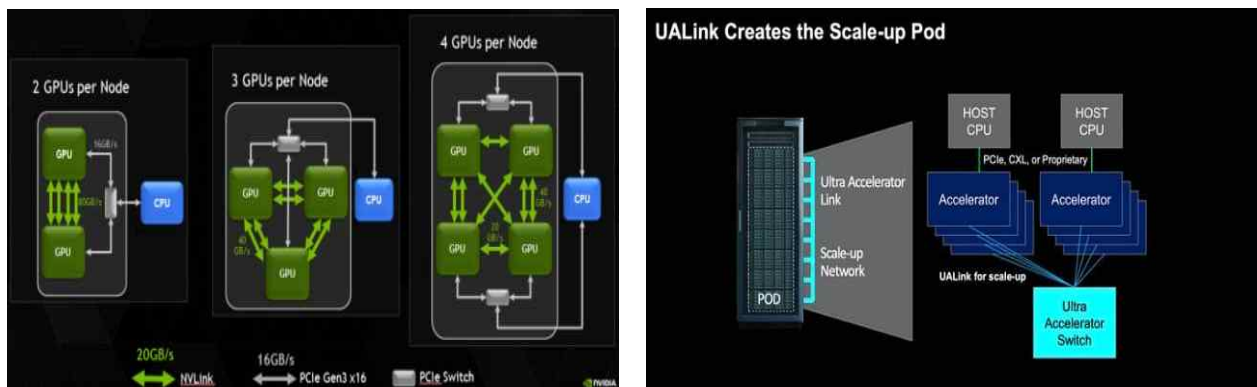 2 GPUs per Node
16GB/s
GPU
80GB/s
GPU
CPU
3 GPUs per Node
GPU
GPU
CPU
40
GB/s
GPU
4 GPUs per Node
GPU
GPU
40
GB/s
CPU
20
GB/s
GPU
GPU
20GB/s
NVLink
16GB/s
PCIe Gen3 x16
PCIe Switch
NVIDIA
UALink Creates the Scale-up Pod
POD
Ultra Accelerator
Link
Scale-up
Network
HOST
CPU
HOST
CPU
PCIe, CXL, or Proprietary
Accelerator
Accelerator
UALink for scale-up
Ultra
Accelerator
Switch